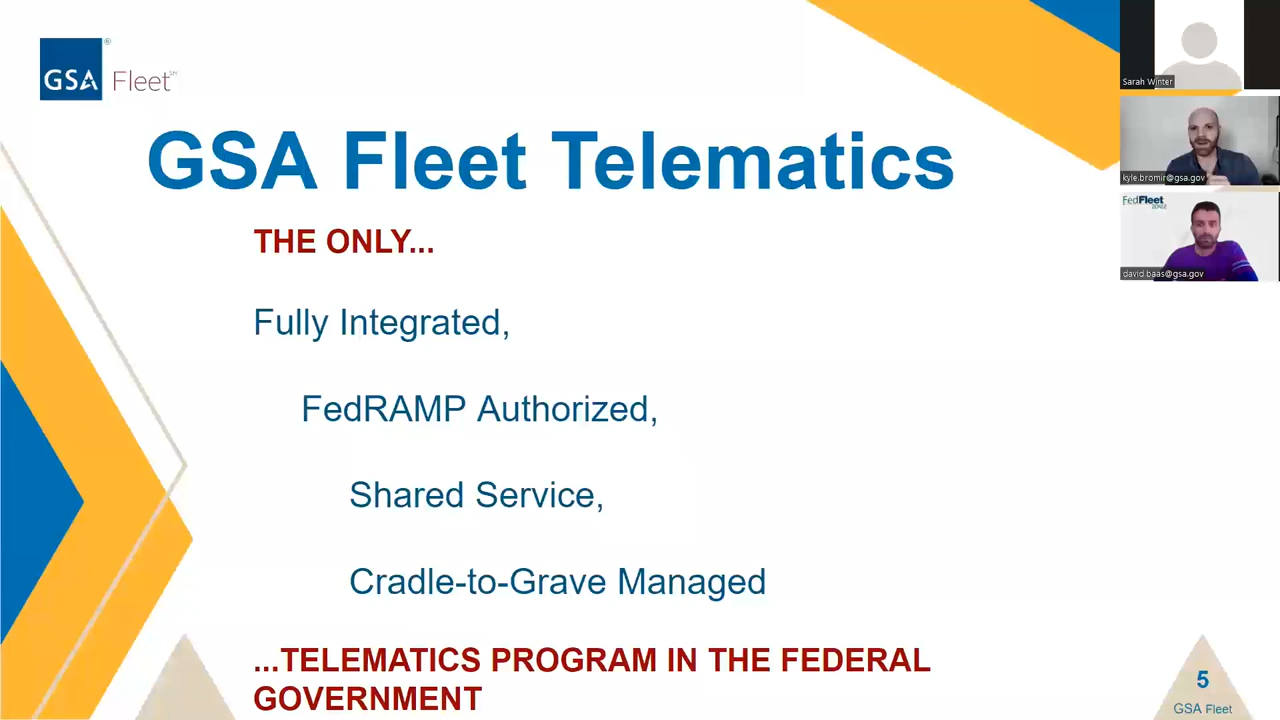 GSA
Fleet
GSA Fleet Telematics
THE ONLY...
Fully Integrated,
FedRAMP Authorized,
Shared Service,
Cradle-to-Grave Managed
...TELEMATICS PROGRAM IN THE FEDERAL
GOVERNMENT
5
GSA Fleet
Sarah Winter
kyle.bromir@gsa.gov
FedFleet
david.baas@gsa.gov